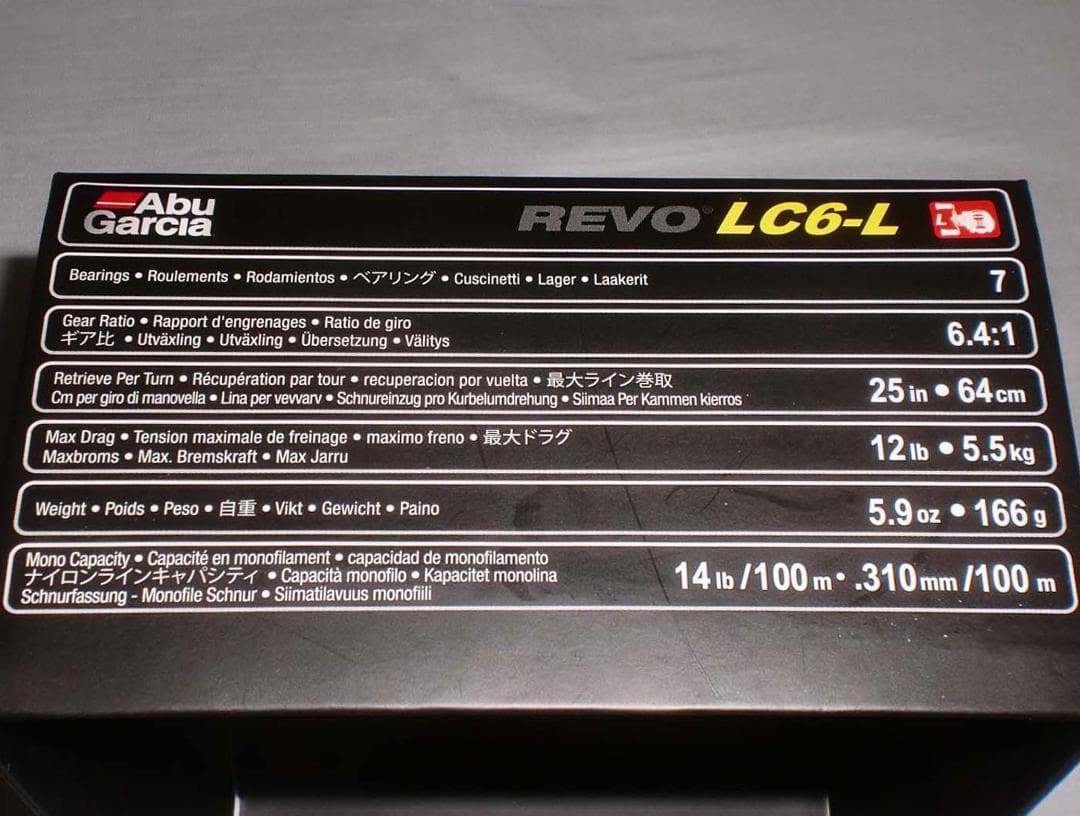 Abu
Garcia
REVO® LC6-L
L
Bearings • Roulements • Rodamientos • ベアリング • Cuscinetti • Lager • Laakerit
7
Gear Ratio • Rapport d'engrenages • Ratio de giro
ギア比 • Utväxling • Utväxling • Übersetzung • Välitys
6.4:1
Retrieve Per Turn • Récupération par tour • recuperacion por vuelta • 最大ライン巻取
Cm per giro di manovella • Lina per vevvarv • Schnureinzug pro Kurbelumdrehung • Siimaa Per Kammen kierros
25 in • 64 cm
Max Drag • Tension maximale de freinage • maximo freno • 最大ドラグ
Maxbroms • Max. Bremskraft • Max Jarru
12 lb • 5.5 kg
Weight • Poids • Peso • 自重 • Vikt • Gewicht • Paino
5.9 oz • 166 g
Mono Capacity • Capacité en monofilament • capacidad de monofilamento
ナイロンラインキャパシティ • Capacità monofilo • Kapacitet monolina
Schnurfassung - Monofile Schnur • Siimatilavuus monofiili
14 lb /100 m • .310 mm /100 m